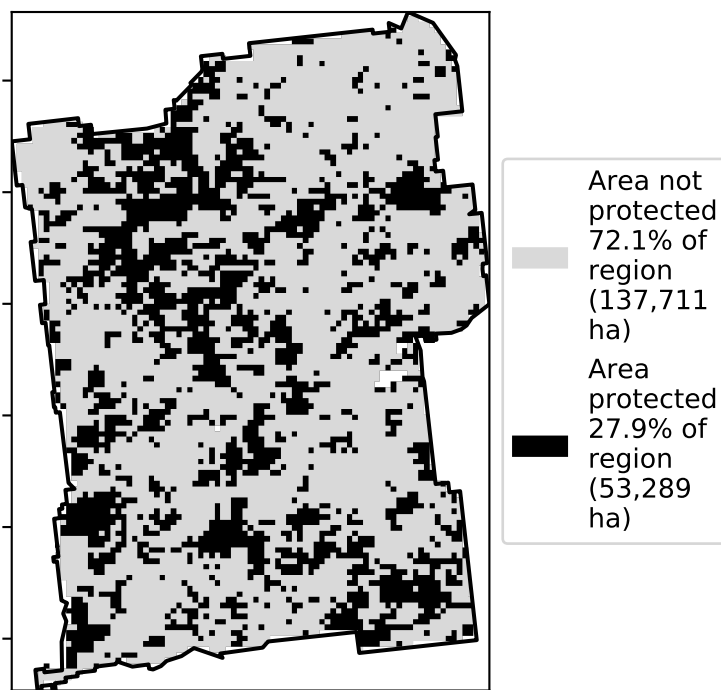 Area not
protected
72.1% of
region
(137,711
ha)
Area
protected
27.9% of
region
(53,289
ha)